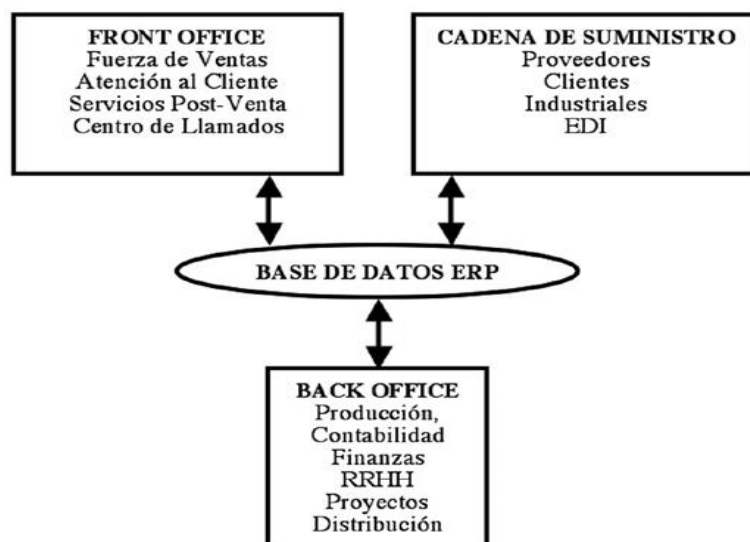 FRONT OFFICE
Fuerza de Ventas
Atención al Cliente
Servicios Post-Venta
Centro de Llamados
CADENA DE SUMINISTRO
Proveedores
Clientes
Industriales
EDI
BASE DE DATOS ERP
BACK OFFICE
Producción,
Contabilidad
Finanzas
RRHH
Proyectos
Distribución